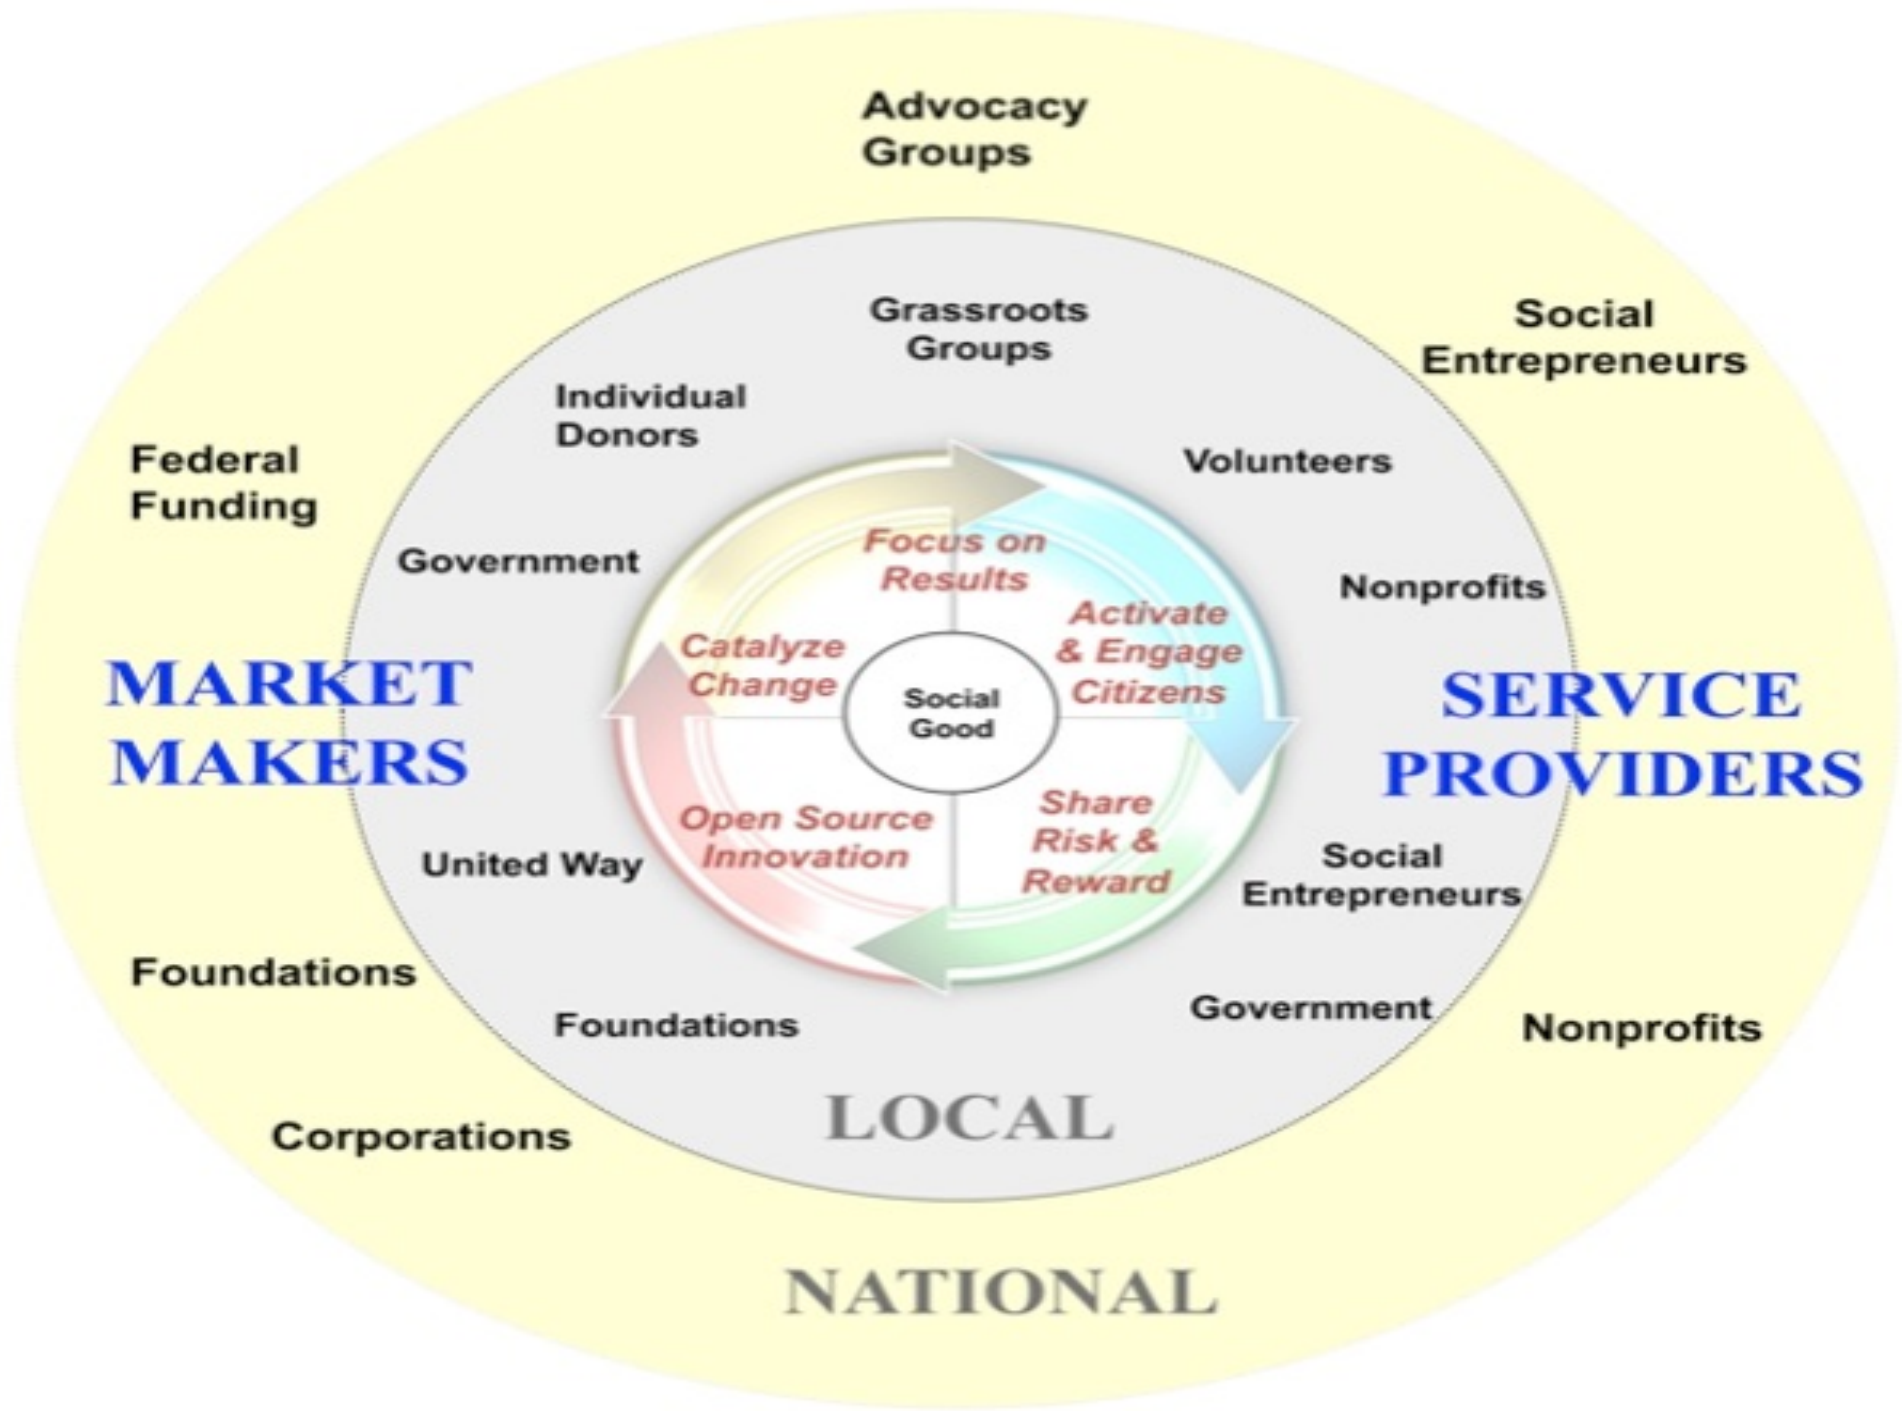 Advocacy
Groups
Social
Entrepreneurs
Grassroots
Groups
Individual
Donors
Volunteers
Federal
Funding
Government
Nonprofits
Focus on
Results
Activate
& Engage
Citizens
Catalyze
Change
Social
Good
MARKET
MAKERS
SERVICE
PROVIDERS
Open Source
Innovation
Share
Risk &
Reward
United Way
Social
Entrepreneurs
Foundations
Foundations
Government
Nonprofits
Corporations
LOCAL
NATIONAL